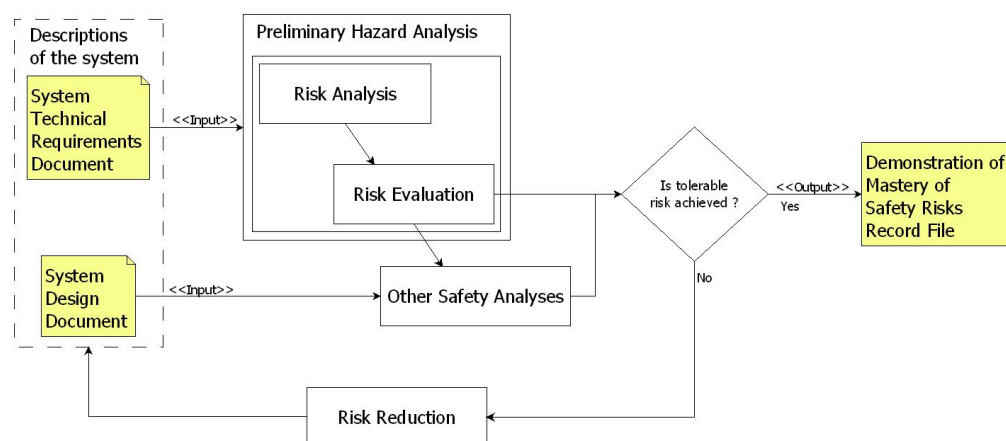 Descriptions
of the system
System
Technical
Requirements
Document
<<Input>>
Preliminary Hazard Analysis
Risk Analysis
Risk Evaluation
Is tolerable
risk achieved ?
<<Output>>
Yes
Demonstration of
Mastery of
Safety Risks
Record File
System
Design
Document
<<Input>>
Other Safety Analyses
No
Risk Reduction